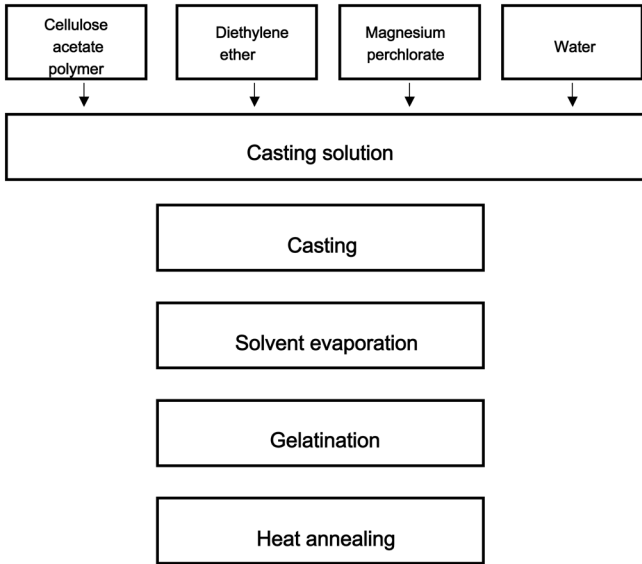 Cellulose
acetate
polymer
Diethylene
ether
Magnesium
perchlorate
Water
Casting solution
Casting
Solvent evaporation
Gelatination
Heat annealing